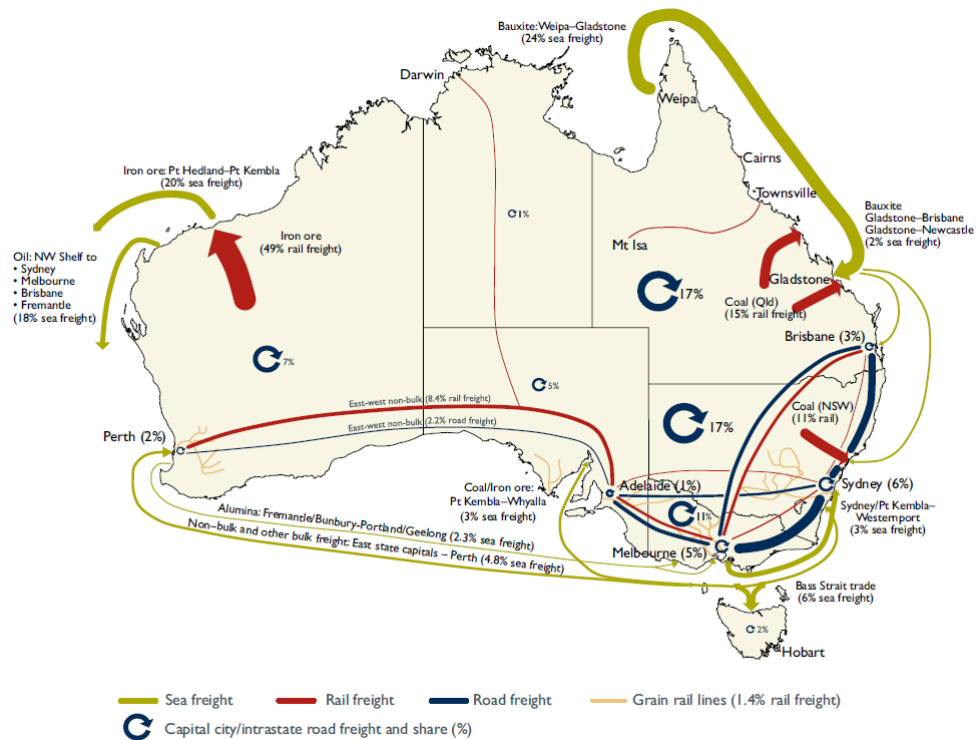 Bauxite: Weipa–Gladstone
(24% sea freight)
Darwin
Weipa
Cairns
Townsville
Iron ore: Pt Hedland–Pt Kembla
(20% sea freight)
Iron ore
(49% rail freight)
1%
Mt Isa
Bauxite
Gladstone–Brisbane
Gladstone–Newcastle
(2% sea freight)
Oil: NW Shelf to
• Sydney
• Melbourne
• Brisbane
• Fremantle
(18% sea freight)
Gladstone
17%
Coal (Qld)
(15% rail freight)
Brisbane (3%)
7%
5%
East-west non-bulk (8.4% rail freight)
East-west non-bulk (2.2% road freight)
17%
Coal (NSW)
(11% rail)
Perth (2%)
Coal/Iron ore:
Pt Kembla–Whyalla
(3% sea freight)
Adelaide (1%)
Sydney (6%)
11%
Sydney/Pt Kembla–
Westernport
(3% sea freight)
Melbourne (5%)
Alumina: Fremantle/Bunbury-Portland/Geelong (2.3% sea freight)
Non–bulk and other bulk freight: East state capitals – Perth (4.8% sea freight)
Bass Strait trade
(6% sea freight)
2%
Hobart
Sea freight
Rail freight
Road freight
Grain rail lines (1.4% rail freight)
Capital city/intrastate road freight and share (%)